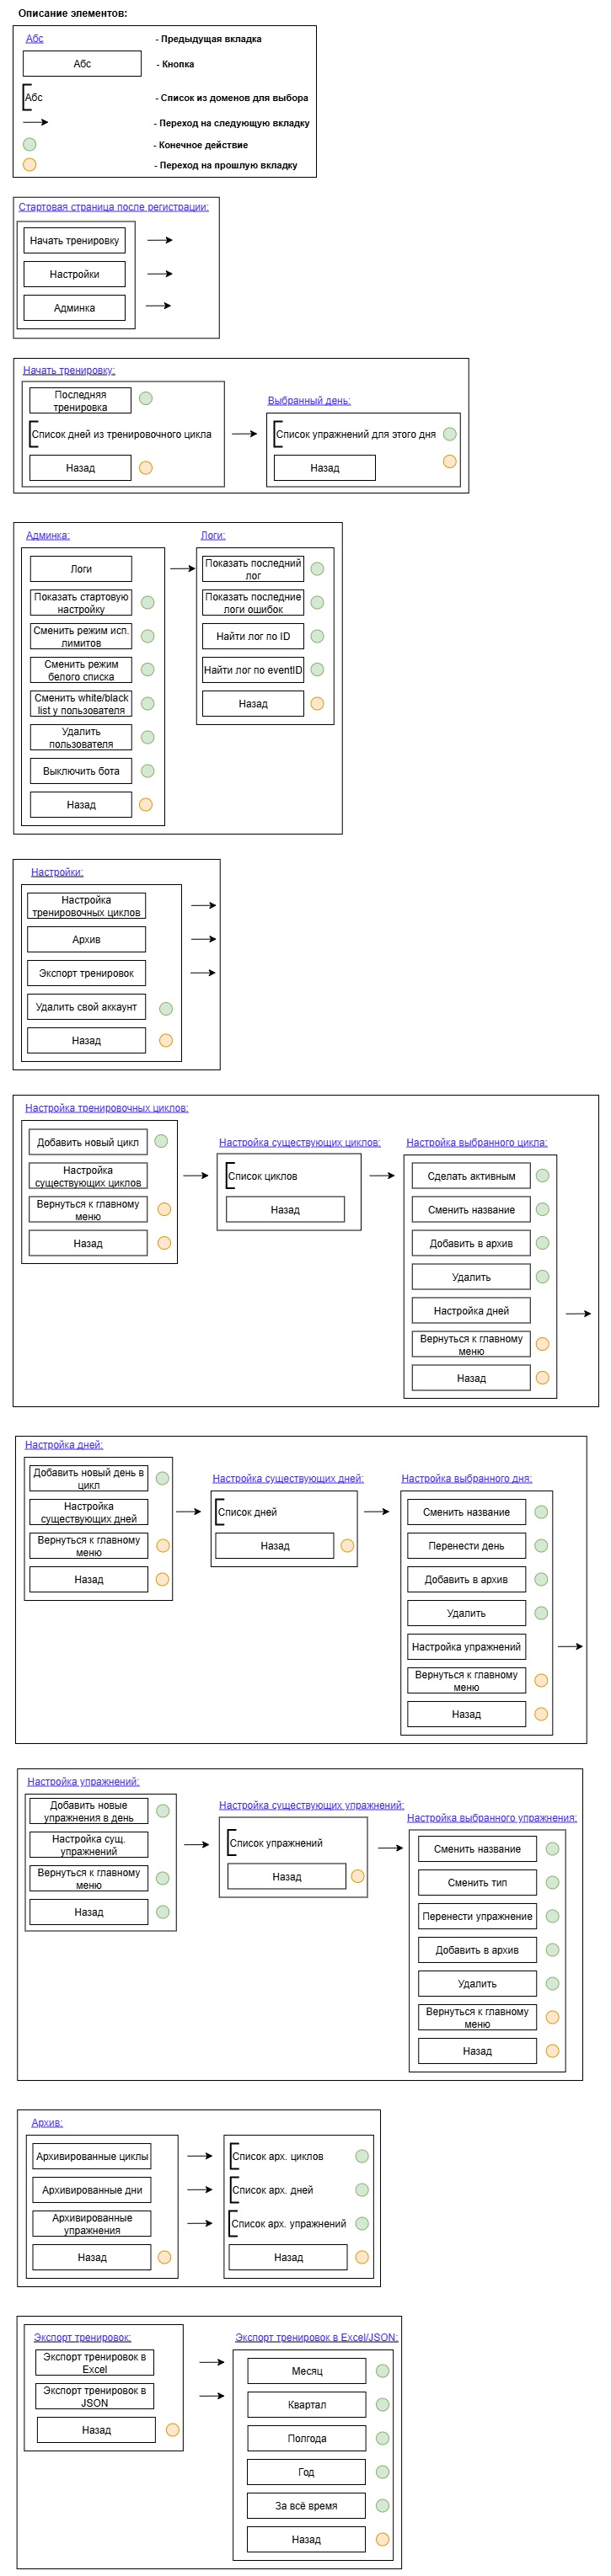 Описание элементов:
Абс
- Предыдущая вкладка
Абс
- Кнопка
Абс
- Список из доменов для выбора
- Переход на следующую вкладку
- Конечное действие
- Переход на прошлую вкладку
Стартовая страница после регистрации:
Начать тренировку
Настройки
Админка
Начать тренировку:
Последняя
тренировка
Список дней из тренировочного цикла
Назад
Выбранный день:
Список упражнений для этого дня
Назад
Админка:
Логи
Показать стартовую
настройку
Сменить режим исп.
лимитов
Сменить режим
белого списка
Сменить white/black
list у пользователя
Удалить
пользователя
Выключить бота
Назад
Логи:
Показать последний
лог
Показать последние
логи ошибок
Найти лог по ID
Найти лог по eventID
Назад
Настройки:
Настройка
тренировочных циклов
Архив
Экспорт тренировок
Удалить свой аккаунт
Назад
Настройка тренировочных циклов:
Добавить новый цикл
Настройка
существующих циклов
Вернуться к главному
меню
Назад
Настройка существующих циклов:
Список циклов
Назад
Настройка выбранного цикла:
Сделать активным
Сменить название
Добавить в архив
Удалить
Настройка дней
Вернуться к главному
меню
Назад
Настройка дней:
Добавить новый день в
цикл
Настройка
существующих дней
Вернуться к главному
меню
Назад
Настройка существующих дней:
Список дней
Назад
Настройка выбранного дня:
Сменить название
Перенести день
Добавить в архив
Удалить
Настройка упражнений
Вернуться к главному
меню
Назад
Настройка упражнений:
Добавить новые
упражнения в день
Настройка сущ.
упражнений
Вернуться к главному
меню
Назад
Настройка существующих упражнений:
Список упражнений
Назад
Настройка выбранного упражнения:
Сменить название
Сменить тип
Перенести упражнение
Добавить в архив
Удалить
Вернуться к главному
меню
Назад
Архив:
Архивированные циклы
Архивированные дни
Архивированные
упражнения
Назад
Список арх. циклов
Список арх. дней
Список арх. упражнений
Назад
Экспорт тренировок:
Экспорт тренировок в
Excel
Экспорт тренировок в
JSON
Назад
Экспорт тренировок в Excel/JSON:
Месяц
Квартал
Полгода
Год
За всё время
Назад